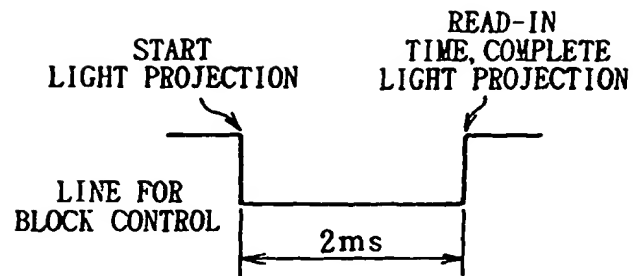 START
LIGHT PROJECTION
READ-IN
TIME, COMPLETE
LIGHT PROJECTION
LINE FOR
BLOCK CONTROL
2ms